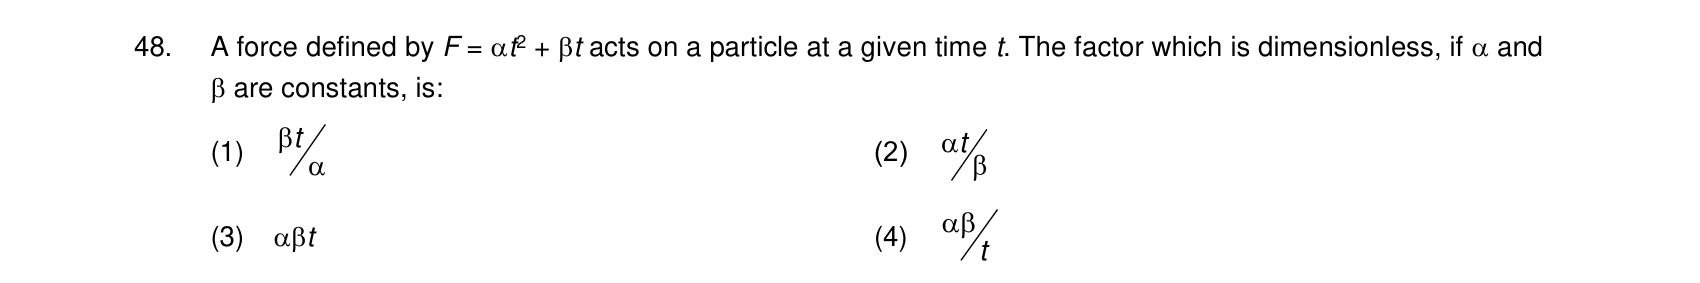 48. A force defined by F = αt² + βt acts on a particle at a given time t. The factor which is dimensionless, if α and
β are constants, is:
(1) βt/α (2) αt/β
(3) αβt (4) αβ/t